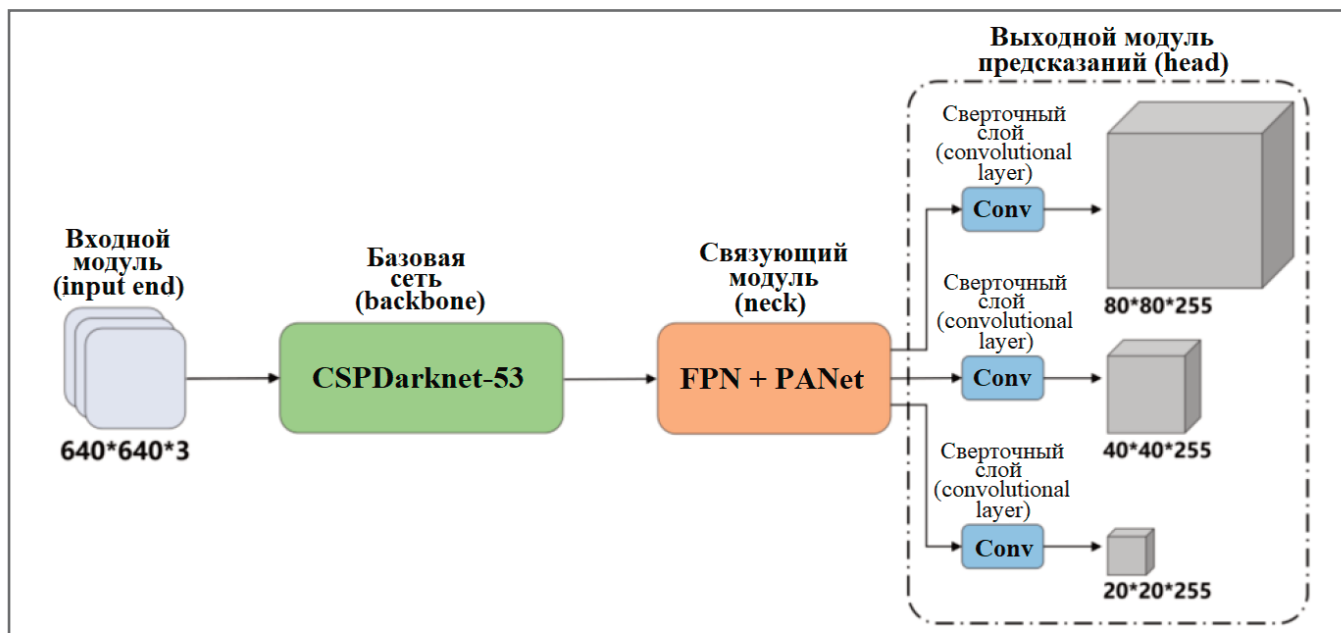 Выходной модуль
предсказаний (head)
Сверточный
слой
(convolutional
layer)
Conv
80*80*255
Входной
модуль
(input end)
640*640*3
Базовая
сеть
(backbone)
CSPDarknet-53
Связующий
модуль
(neck)
FPN + PANet
Сверточный
слой
(convolutional
layer)
Conv
40*40*255
Сверточный
слой
(convolutional
layer)
Conv
20*20*255